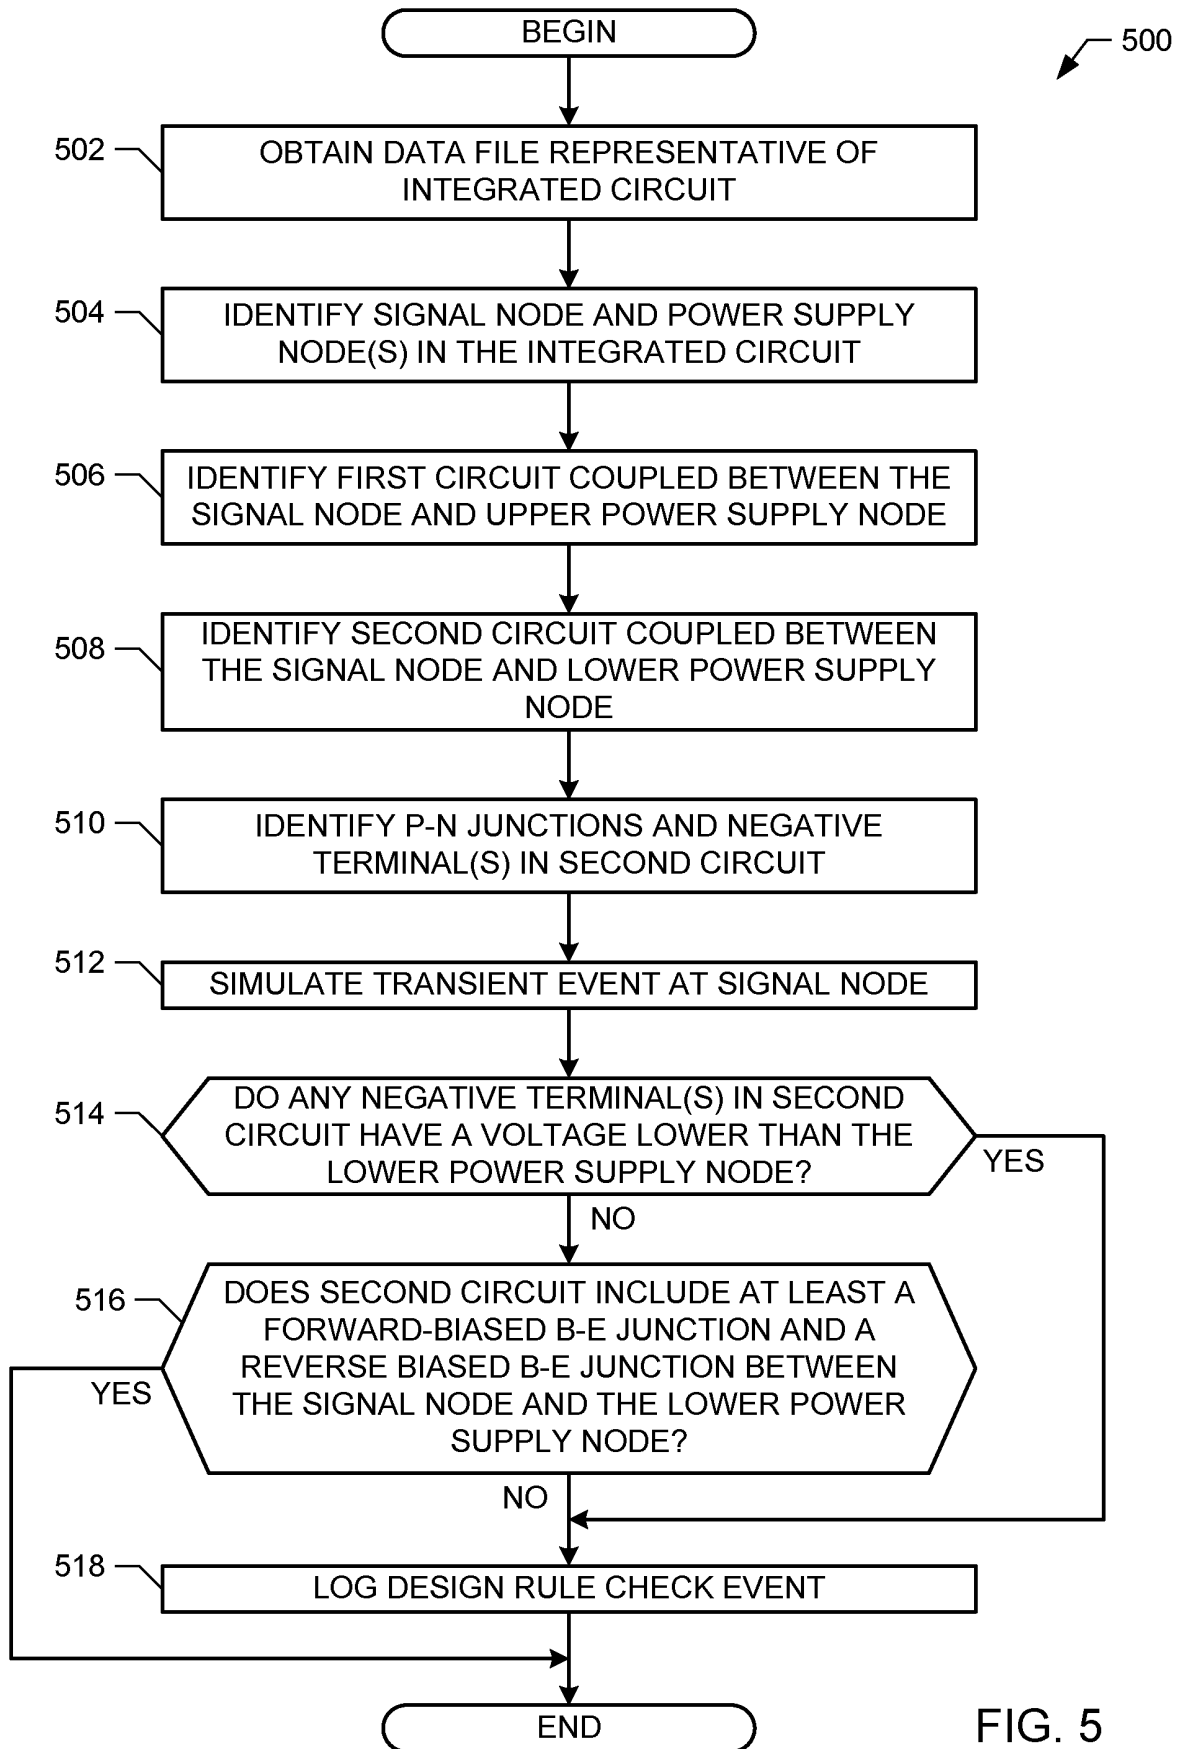 BEGIN
500
502
OBTAIN DATA FILE REPRESENTATIVE OF
INTEGRATED CIRCUIT
504
IDENTIFY SIGNAL NODE AND POWER SUPPLY
NODE(S) IN THE INTEGRATED CIRCUIT
506
IDENTIFY FIRST CIRCUIT COUPLED BETWEEN THE
SIGNAL NODE AND UPPER POWER SUPPLY NODE
508
IDENTIFY SECOND CIRCUIT COUPLED BETWEEN
THE SIGNAL NODE AND LOWER POWER SUPPLY
NODE
510
IDENTIFY P-N JUNCTIONS AND NEGATIVE
TERMINAL(S) IN SECOND CIRCUIT
512
SIMULATE TRANSIENT EVENT AT SIGNAL NODE
514
DO ANY NEGATIVE TERMINAL(S) IN SECOND
CIRCUIT HAVE A VOLTAGE LOWER THAN THE
LOWER POWER SUPPLY NODE?
YES
NO
516
DOES SECOND CIRCUIT INCLUDE AT LEAST A
FORWARD-BIASED B-E JUNCTION AND A
REVERSE BIASED B-E JUNCTION BETWEEN
THE SIGNAL NODE AND THE LOWER POWER
SUPPLY NODE?
YES
NO
518
LOG DESIGN RULE CHECK EVENT
END
FIG. 5